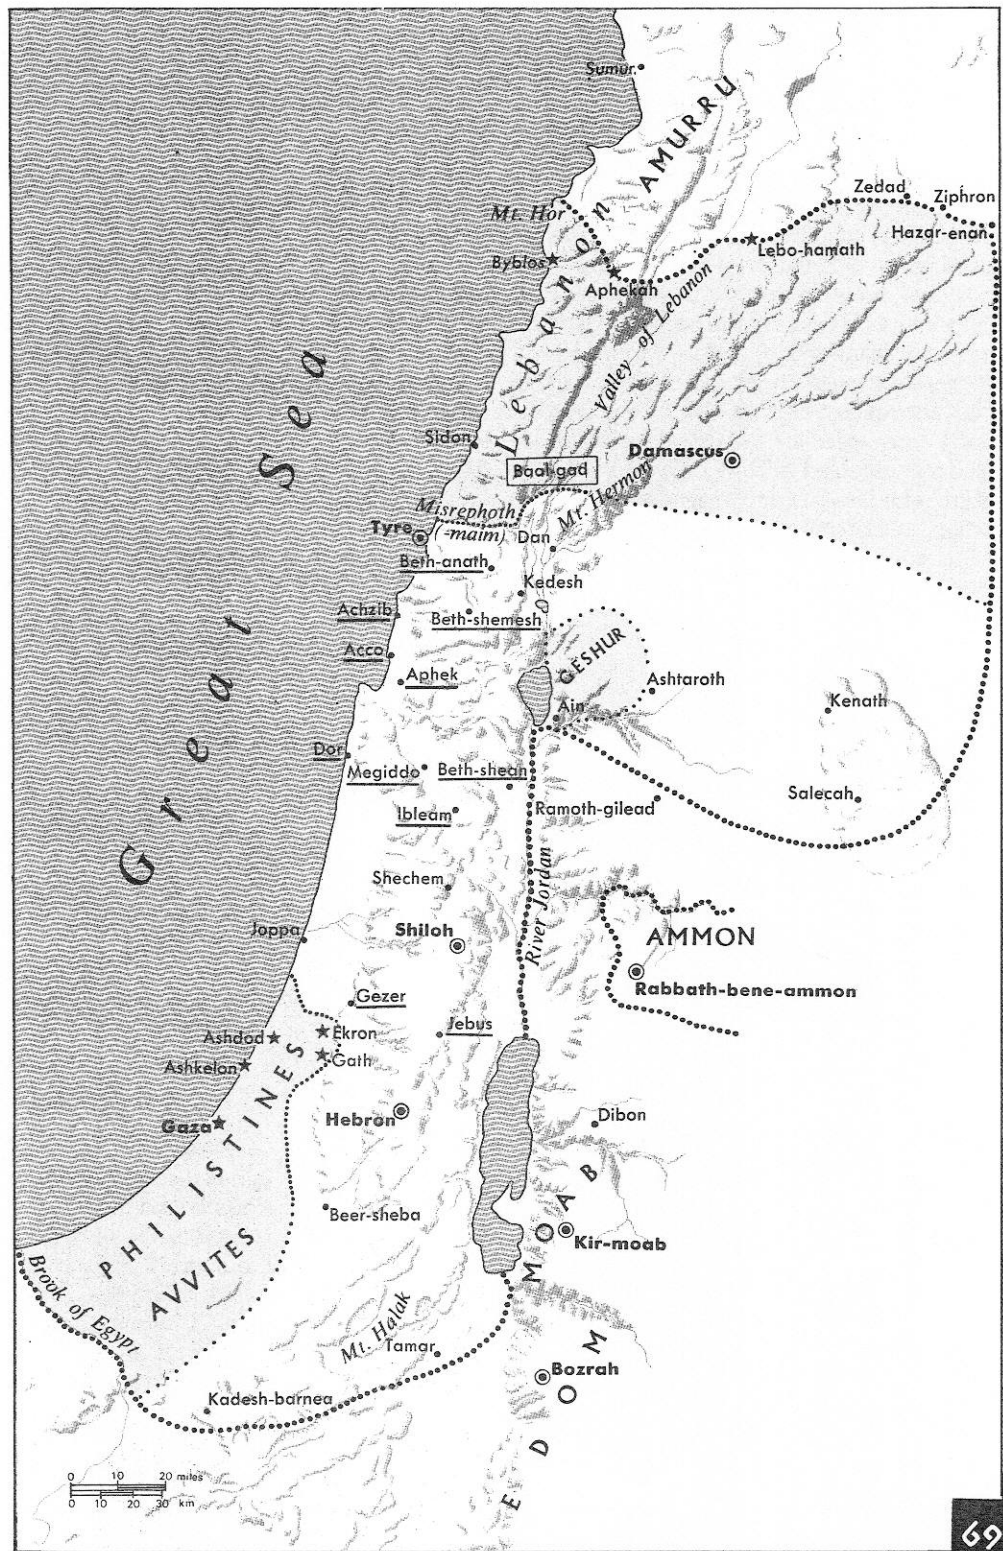 Sumur
AMURRU
Mt. Hor
Lebanon
Zedad
Ziphron
Hazar-enan
Byblos
Lebo-hamath
Aphekah
Valley of Lebanon
Great Sea
Sidon
Damascus
Baal-gad
Mt. Hermon
Misrephoth
(-maim)
Tyre
Dan
Beth-anath
Kedesh
Achzib
Beth-shemesh
GESHUR
Acco
Aphek
Ashtaroth
Ain
Kenath
Dor
Megiddo
Beth-shean
Ibleam
Ramoth-gilead
Salecah
Shechem
River Jordan
Joppa
Shiloh
AMMON
Rabbath-bene-ammon
Gezer
Ashdod
Ekron
Jebus
Ashkelon
Gath
PHILISTINES
Gaza
Hebron
Dibon
Beer-sheba
MOAB
Kir-moab
AVVITES
Brook of Egypt
Mt. Halak
Tamar
EDOM
Bozrah
Kadesh-barnea
0 10 20 miles
0 10 20 30 km
69